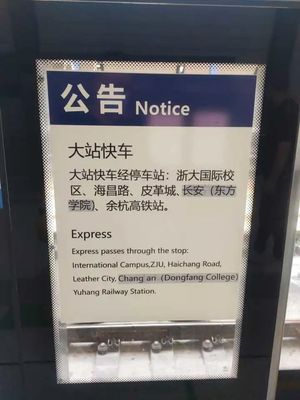 公告 Notice
大站快车
大站快车经停车站：浙大国际校
区、海昌路、皮革城、长安（东方
学院）、余杭高铁站。
Express
Express passes through the stop:
International Campus,ZJU, Haichang Road,
Leather City, Chang an（Dongfang College）
Yuhang Railway Station.